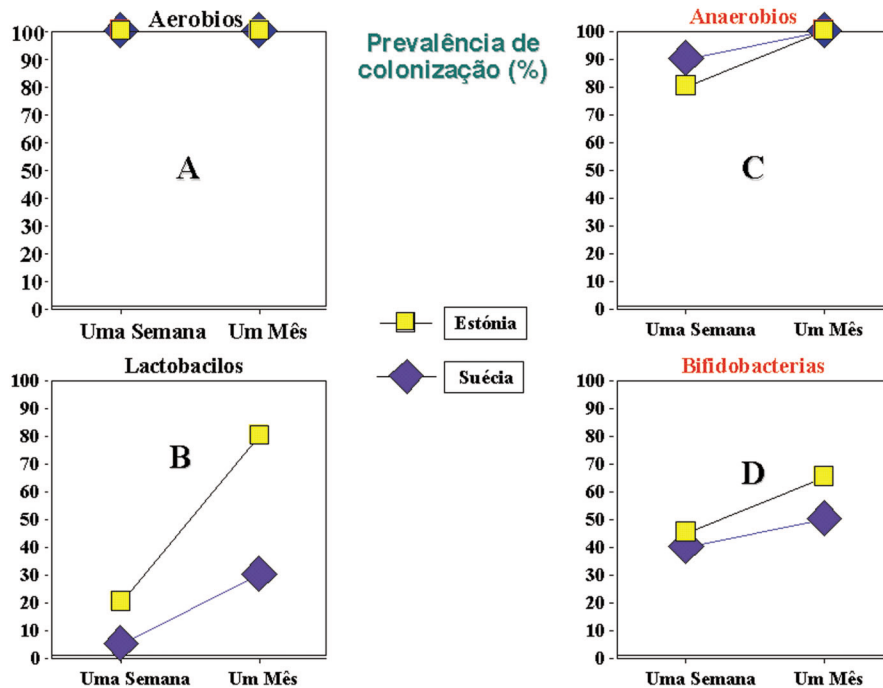 Aerobios
100
90
80
70
60
50
40
30
20
10
0
A
Uma Semana Um Mês
Prevalência de
colonização (%)
Anaerobios
100
90
80
70
60
50
40
30
20
10
0
C
Uma Semana Um Mês
Estónia
Suécia
Lactobacilos
100
90
80
70
60
50
40
30
20
10
0
B
Uma Semana Um Mês
Bifidobacterias
100
90
80
70
60
50
40
30
20
10
0
D
Uma Semana Um Mês